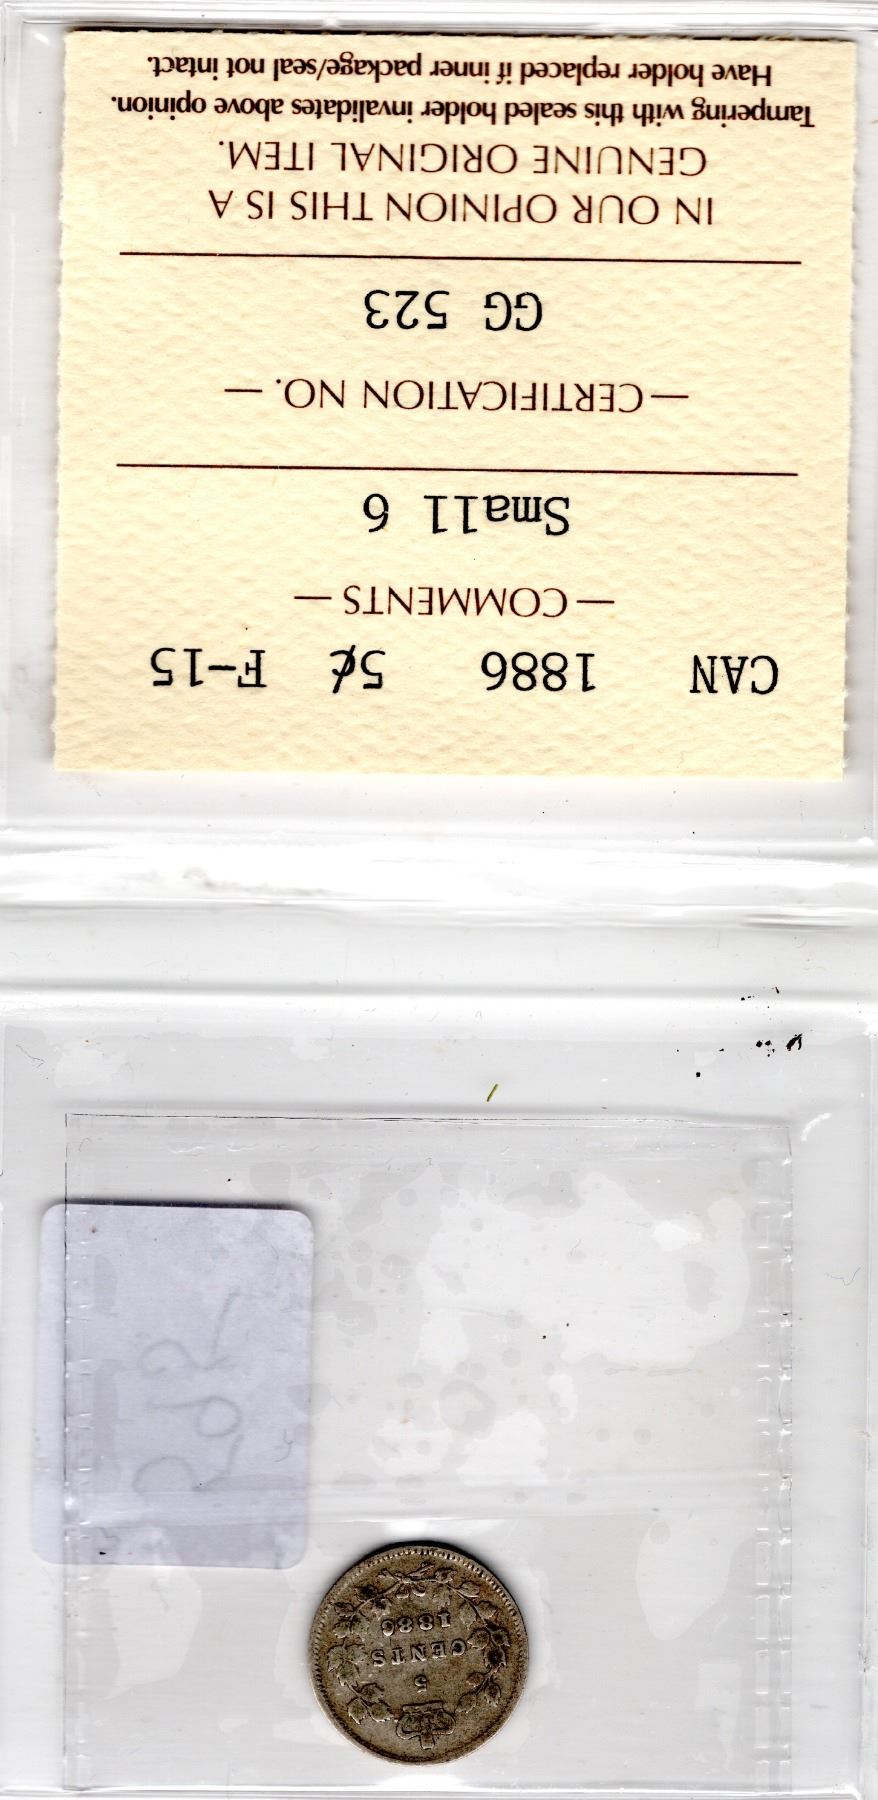 CAN 1886 5¢ F-15
— COMMENTS —
Small 6
— CERTIFICATION NO. —
GG 523
IN OUR OPINION THIS IS A
GENUINE ORIGINAL ITEM.
Tampering with this sealed holder invalidates above opinion.
Have holder replaced if inner package/seal not intact.
5
CENTS
1886